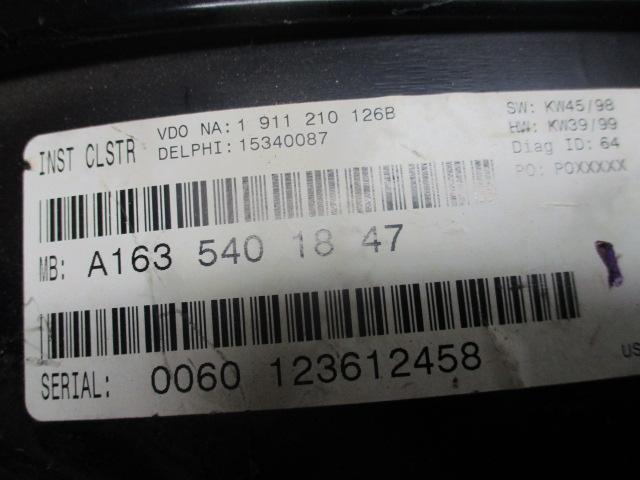 INST CLSTR
VDO NA: 1 911 210 126B
DELPHI: 15340087
SW: KW45/98
HW: KW39/99
Diag ID: 64
PO: POXXXXX
MB: A163 540 18 47
SERIAL: 0060 123612458
US